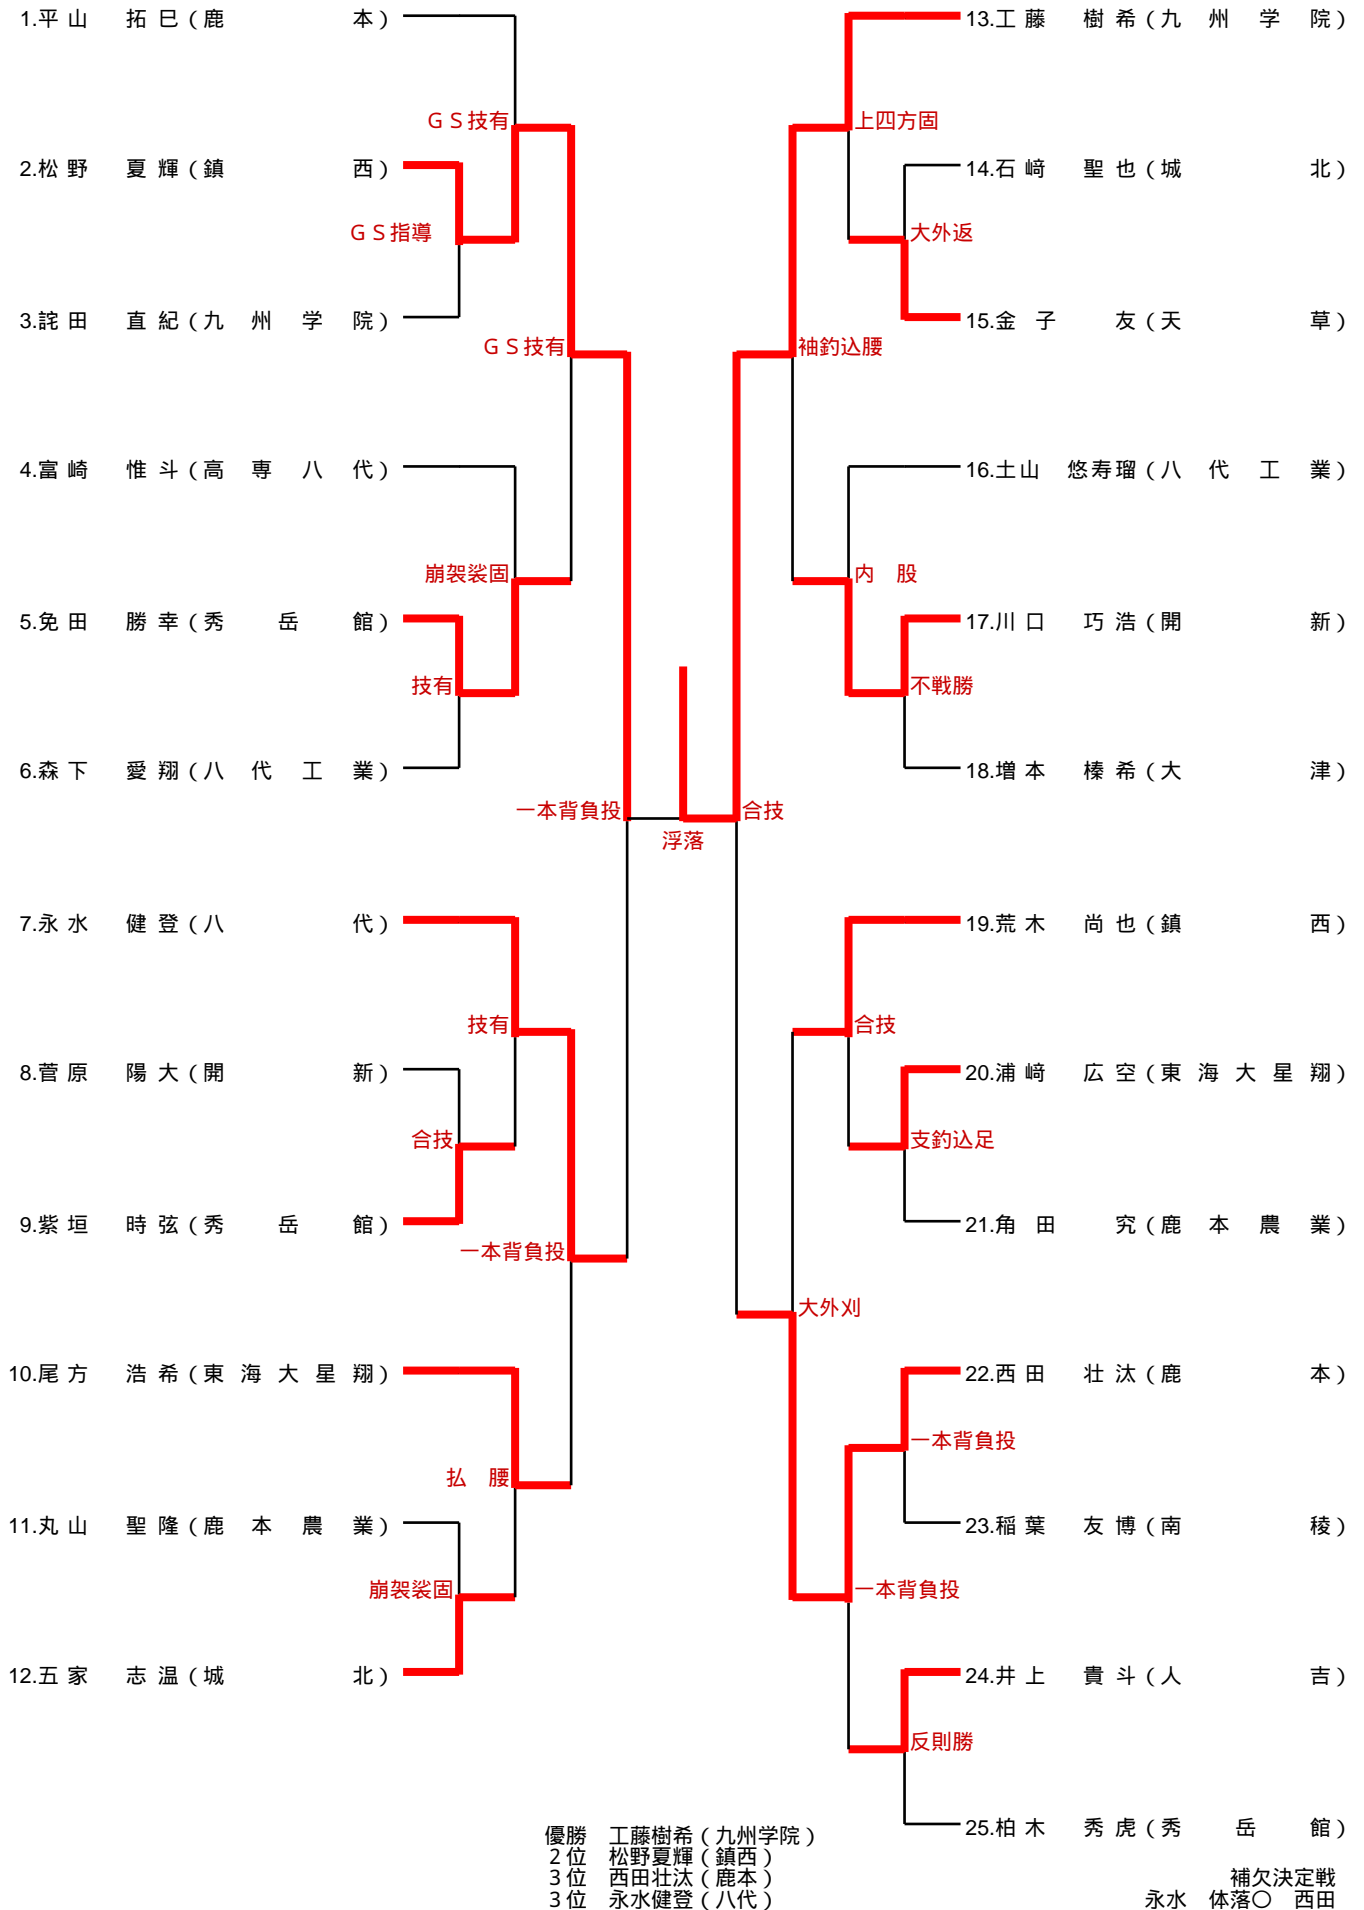 1.平山 拓巳(鹿本)
GS技有
2.松野 夏輝(鎮西)
GS指導
3.詫田 直紀(九州学院)
GS技有
4.富崎 惟斗(高専八代)
崩袈裟固
5.免田 勝幸(秀岳館)
技有
6.森下 愛翔(八代工業)
一本背負投
7.永水 健登(八代)
技有
8.菅原 陽大(開新)
合技
9.紫垣 時弦(秀岳館)
一本背負投
10.尾方 浩希(東海大星翔)
払 腰
11.丸山 聖隆(鹿本農業)
崩袈裟固
12.五家 志温(城北)
浮落
13.工藤 樹希(九州学院)
上四方固
14.石﨑 聖也(城北)
大外返
15.金子 友(天草)
袖釣込腰
16.土山 悠寿瑠(八代工業)
内 股
17.川口 巧浩(開新)
不戦勝
18.増本 榛希(大津)
合技
19.荒木 尚也(鎮西)
合技
20.浦﨑 広空(東海大星翔)
支釣込足
21.角田 究(鹿本農業)
大外刈
22.西田 壮汰(鹿本)
一本背負投
23.稲葉 友博(南稜)
一本背負投
24.井上 貴斗(人吉)
反則勝
25.柏木 秀虎(秀岳館)
優勝 工藤樹希(九州学院)
2位 松野夏輝(鎮西)
3位 西田壮汰(鹿本)
3位 永水健登(八代)
補欠決定戦
永水 体落〇 西田